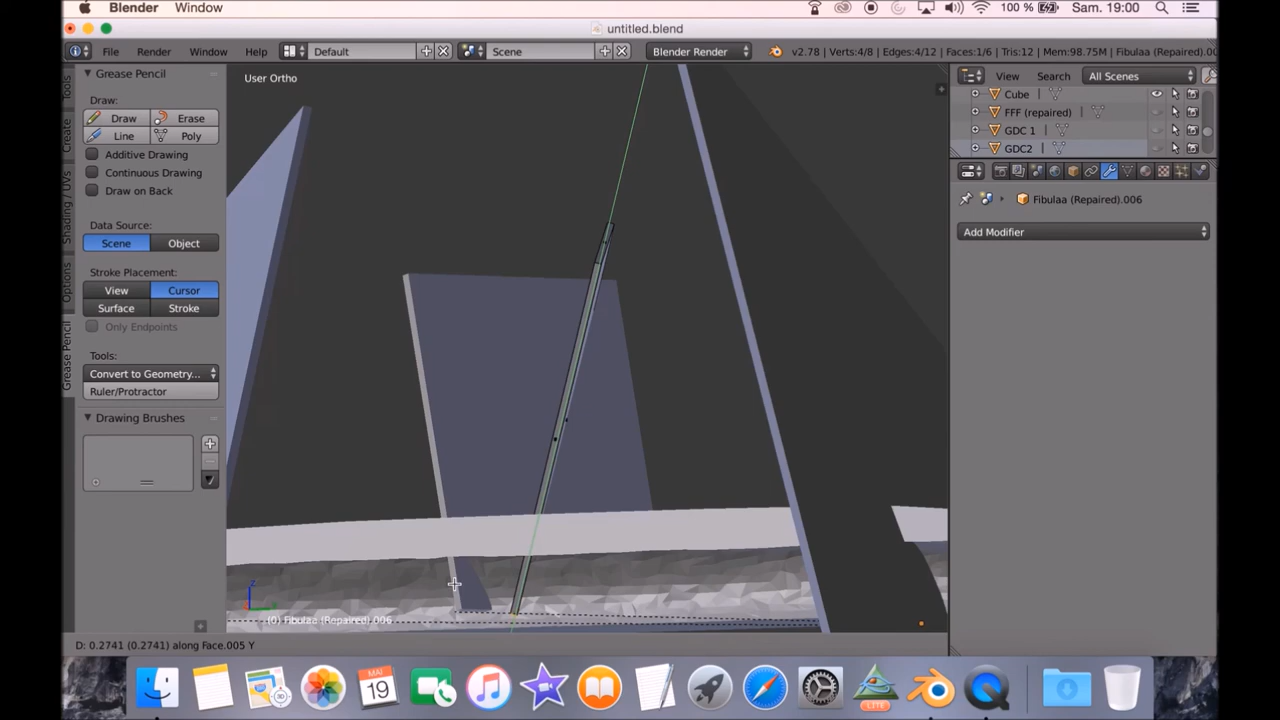 Blender Window 100 % Sam. 19:00
untitled.blend
File Render Window Help Default Scene Blender Render v2.78 | Verts:4/8 | Edges:4/12 | Faces:1/6 | Tris:12 | Mem:98.75M | Fibulaa (Repaired).00
Grease Pencil
User Ortho
View Search All Scenes
Tools
Create
Shading / UVs
Options
Grease Pencil
Draw:
Draw Erase
Line Poly
Additive Drawing
Continuous Drawing
Draw on Back
Data Source:
Scene Object
Stroke Placement:
View Cursor
Surface Stroke
Only Endpoints
Tools:
Convert to Geometry...
Ruler/Protractor
Drawing Brushes
Cube
FFF (repaired)
GDC 1
GDC2
Fibulaa (Repaired).006
Add Modifier
z
(0) Fibulaa (Repaired).006
D: 0.2741 (0.2741) along Face.005 Y
MAI
19
3D
LITE